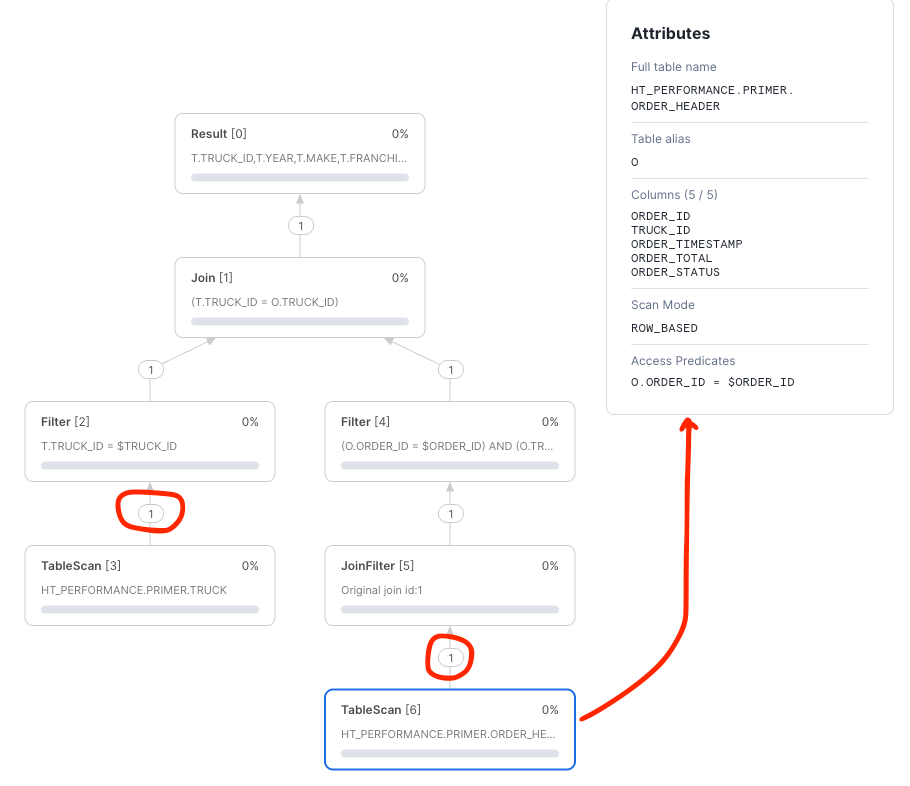 Attributes
Full table name
HT_PERFORMANCE.PRIMER.
ORDER_HEADER
Table alias
O
Columns (5 / 5)
ORDER_ID
TRUCK_ID
ORDER_TIMESTAMP
ORDER_TOTAL
ORDER_STATUS
Scan Mode
ROW_BASED
Access Predicates
O.ORDER_ID = $ORDER_ID
Result [0] 0%
T.TRUCK_ID,T.YEAR,T.MAKE,T.FRANCHI...
1
Join [1] 0%
(T.TRUCK_ID = O.TRUCK_ID)
1
1
Filter [2] 0%
T.TRUCK_ID = $TRUCK_ID
Filter [4] 0%
(O.ORDER_ID = $ORDER_ID) AND (O.TR...
1
1
TableScan [3] 0%
HT_PERFORMANCE.PRIMER.TRUCK
JoinFilter [5] 0%
Original join id:1
1
TableScan [6] 0%
HT_PERFORMANCE.PRIMER.ORDER_HE...